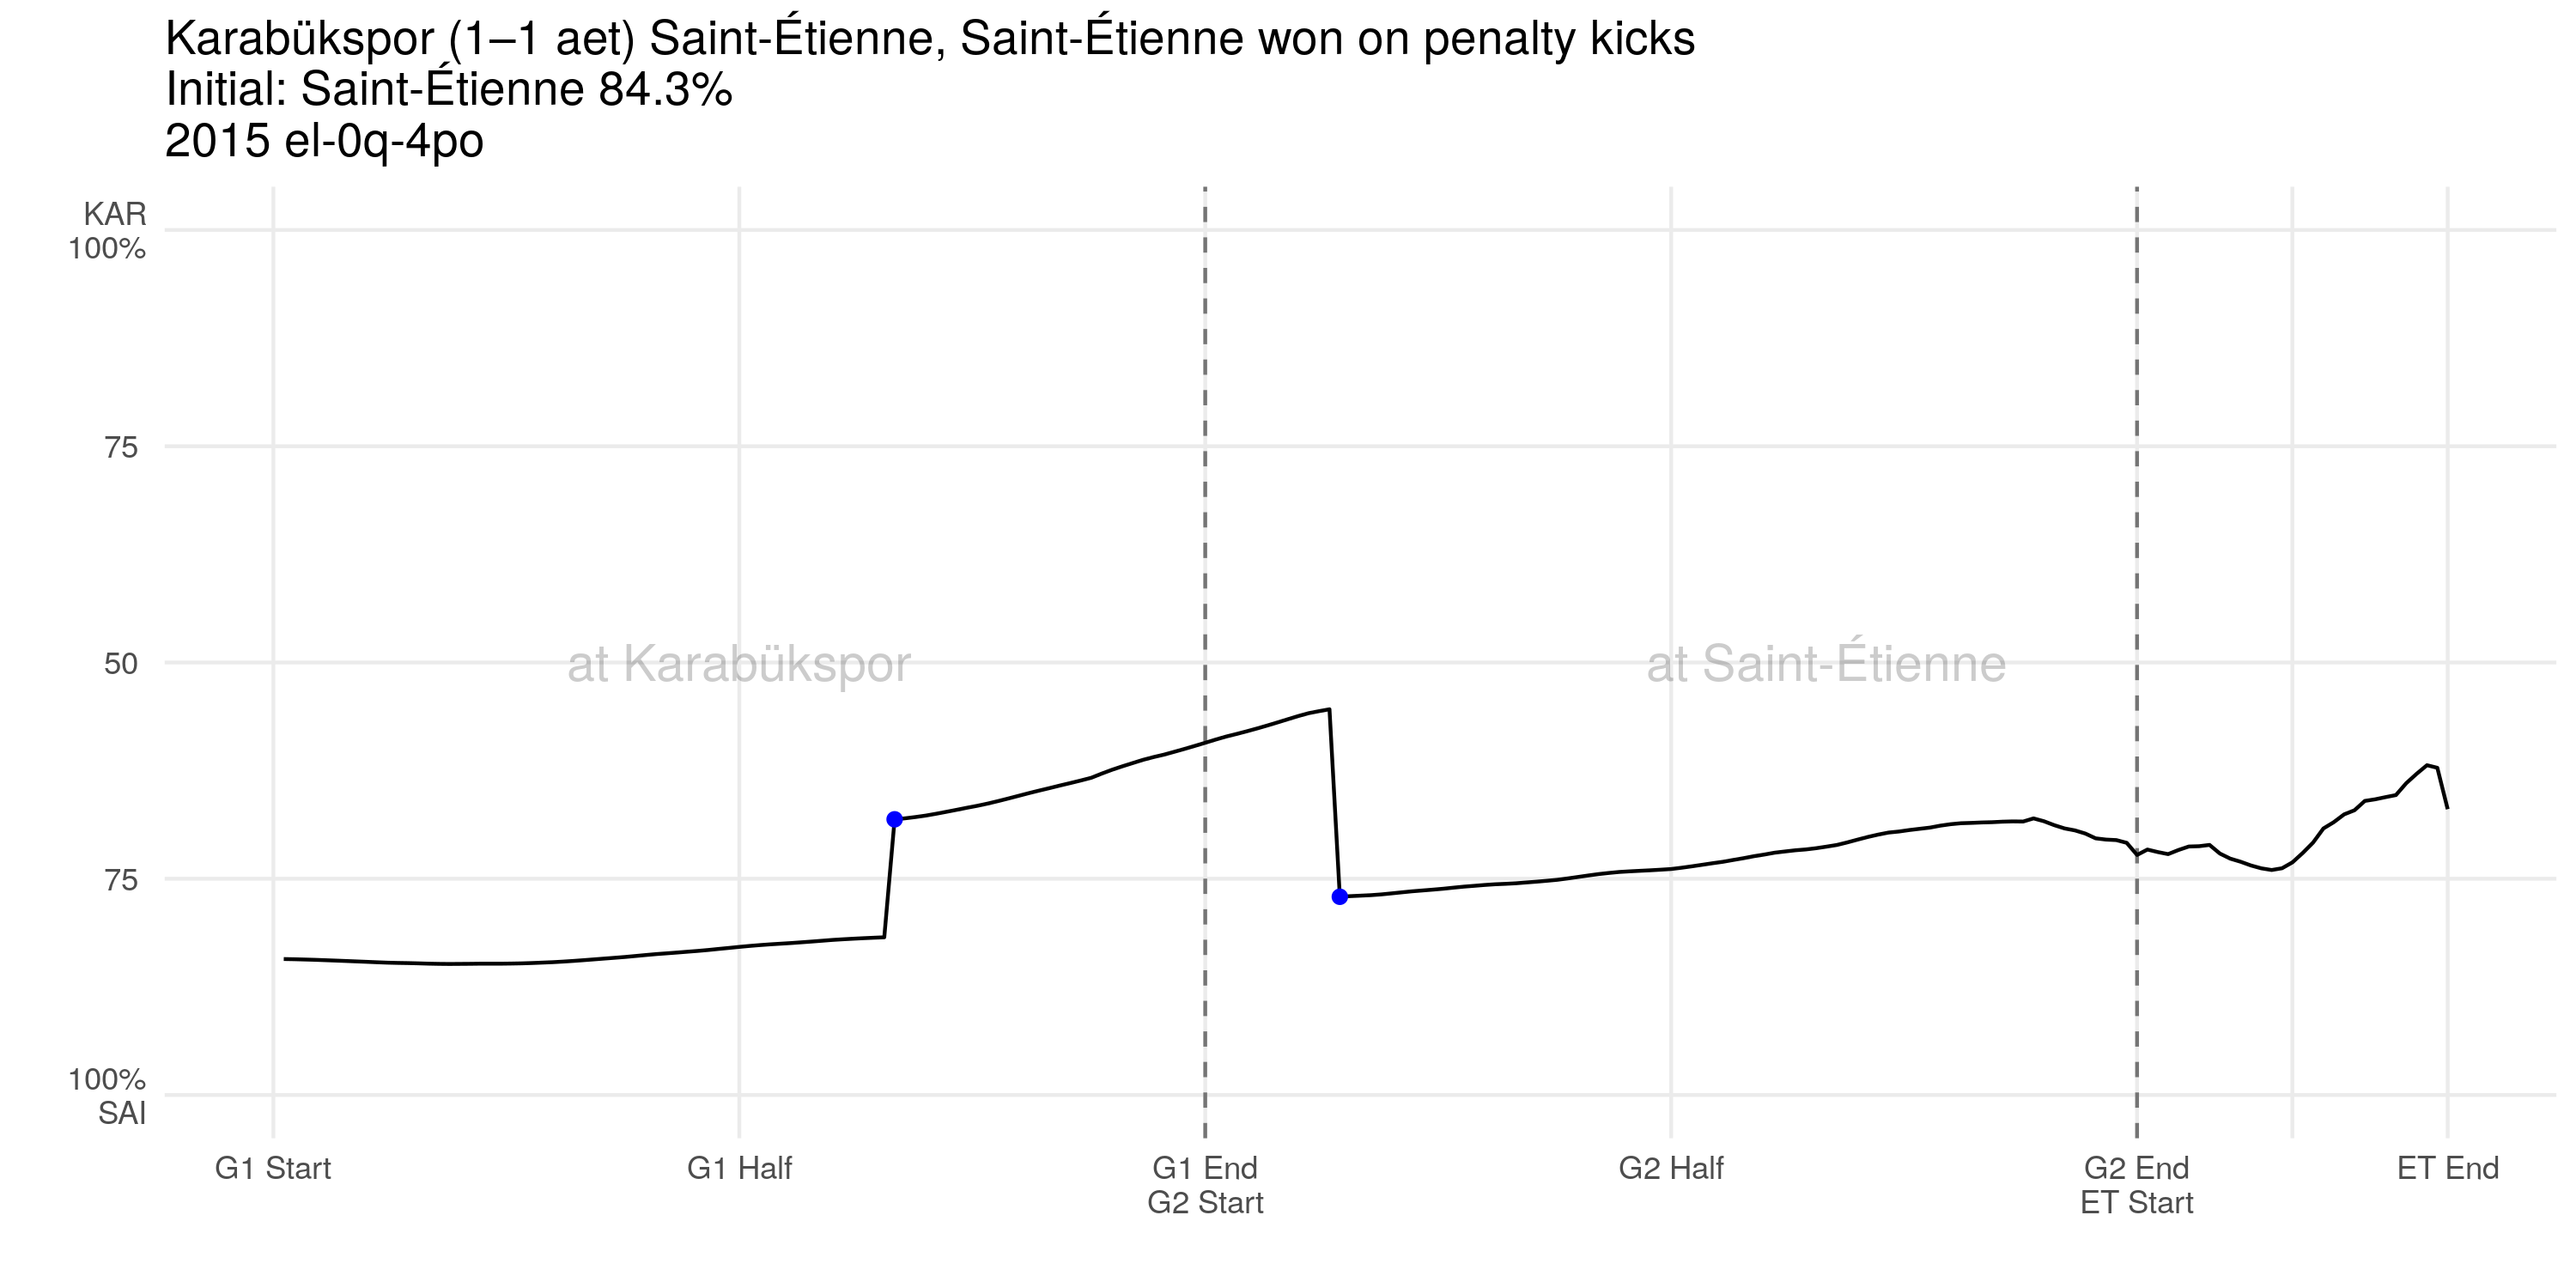 Karabükspor (1–1 aet) Saint-Étienne, Saint-Étienne won on penalty kicks
Initial: Saint-Étienne 84.3%
2015 el-0q-4po
KAR
100%
75
50
75
100%
SAI
at Karabükspor
at Saint-Étienne
G1 Start
G1 Half
G1 End
G2 Start
G2 Half
G2 End
ET Start
ET End